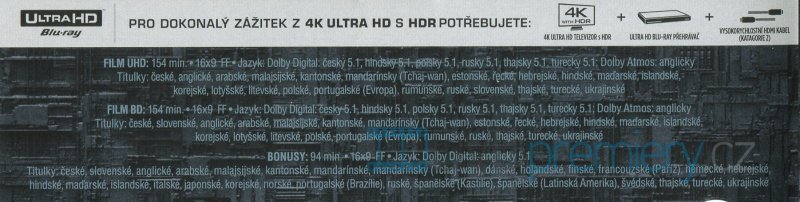 ULTRA HD
Blu-ray
PRO DOKONALÝ ZÁŽITEK Z 4K ULTRA HD S HDR POTŘEBUJETE:
4K
WITH HDR
4K ULTRA HD TELEVIZOR s HDR
+
ULTRA HD BLU-RAY PŘEHRÁVAČ
+
VYSOKORYCHLOSTNÍ HDMI KABEL
(KATAGORIE 2)
FILM UHD: 154 min. • 16x9 FF • Jazyk: Dolby Digital: český 5.1, hindsky 5.1, polský 5.1, rusky 5.1, thajsky 5.1, turecky 5.1; Dolby Atmos: anglicky
Titulky: české, anglické, arabské, malajsijské, kantonské, mandarínsky (Tchaj-wan), estonské, řecké, hebrejské, hindské, maďarské, islandské,
korejské, lotyšské, litevské, polské, portugalské (Evropa), rumunské, ruské, slovenské, thajské, turecké, ukrajinské
FILM BD: 154 min. • 16x9 FF • Jazyk: Dolby Digital: česky 5.1, hindsky 5.1, polský 5.1, rusky 5.1, thajsky 5.1, turecky 5.1; Dolby Atmos: anglicky
Titulky: české, slovenské, anglické, arabské, malajsijské, kantonské, mandarínsky (Tchaj-wan), estonské, řecké, hebrejské, hindské, maďarské, islandské
korejské, lotyšské, litevské, polské, portugalské (Evropa), rumunské, ruské, thajské, turecké, ukrajinské
BONUSY: 94 min. • 16x9-FF • Jazyk: Dolby Digital: anglický 5.1
Titulky: české, slovenské, anglické, arabské, malajsijské, kantonské, mandarínsky (Tchaj-wan), dánské, holandské, finské, francouzské (Paříž), německé, hebrejské,
hindské, maďarské, islandské, italské, japonské, korejské, norské, portugalské (Brazílie), ruské, španělské (Kastilie), španělské (Latinská Amerika), švédské, thajské, turecké, ukrajinské
premiery.cz